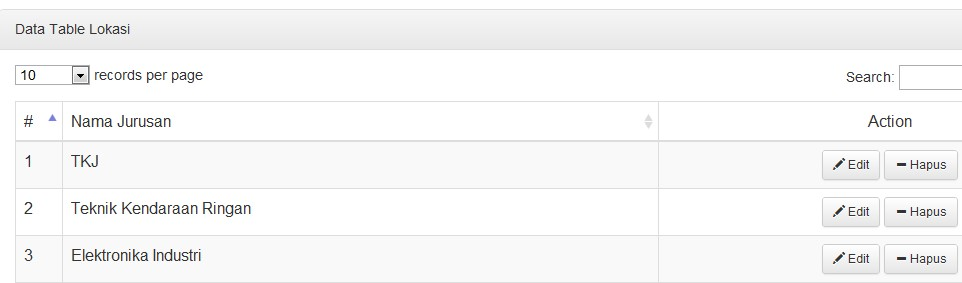 Data Table Lokasi
10 records per page Search:
# Nama Jurusan Action
1 TKJ Edit Hapus
2 Teknik Kendaraan Ringan Edit Hapus
3 Elektronika Industri Edit Hapus